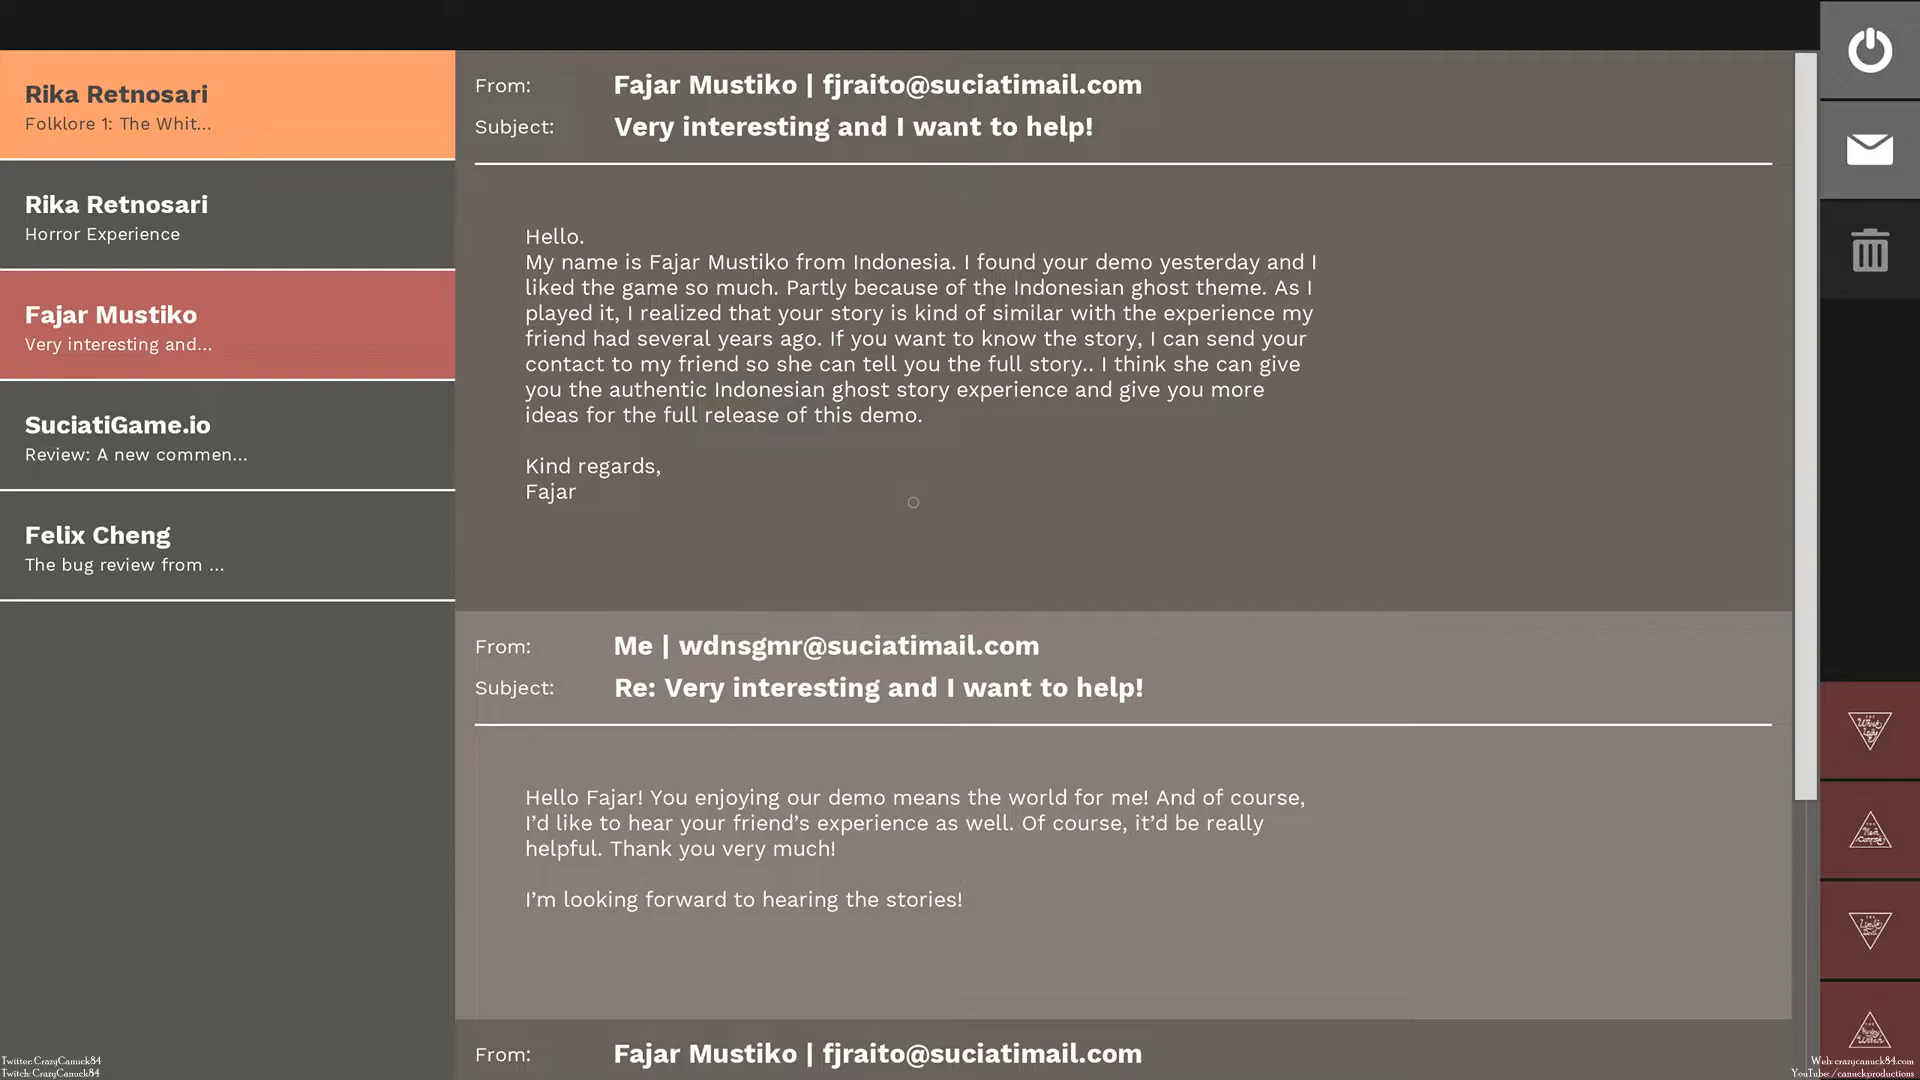 Rika Retnosari
Folklore 1: The Whit...
Rika Retnosari
Horror Experience
Fajar Mustiko
Very interesting and...
SuciatiGame.io
Review: A new commen...
Felix Cheng
The bug review from ...
From: Fajar Mustiko | fjraito@suciatimail.com
Subject: Very interesting and I want to help!
Hello.
My name is Fajar Mustiko from Indonesia. I found your demo yesterday and I
liked the game so much. Partly because of the Indonesian ghost theme. As I
played it, I realized that your story is kind of similar with the experience my
friend had several years ago. If you want to know the story, I can send your
contact to my friend so she can tell you the full story.. I think she can give
you the authentic Indonesian ghost story experience and give you more
ideas for the full release of this demo.
Kind regards,
Fajar
From: Me | wdnsgmr@suciatimail.com
Subject: Re: Very interesting and I want to help!
Hello Fajar! You enjoying our demo means the world for me! And of course,
I’d like to hear your friend’s experience as well. Of course, it’d be really
helpful. Thank you very much!
I’m looking forward to hearing the stories!
From: Fajar Mustiko | fjraito@suciatimail.com
Twitter: CrazyCanuck84
Twitch: CrazyCanuck84
Web: crazycanuck84.com
YouTube: /canuckproductions